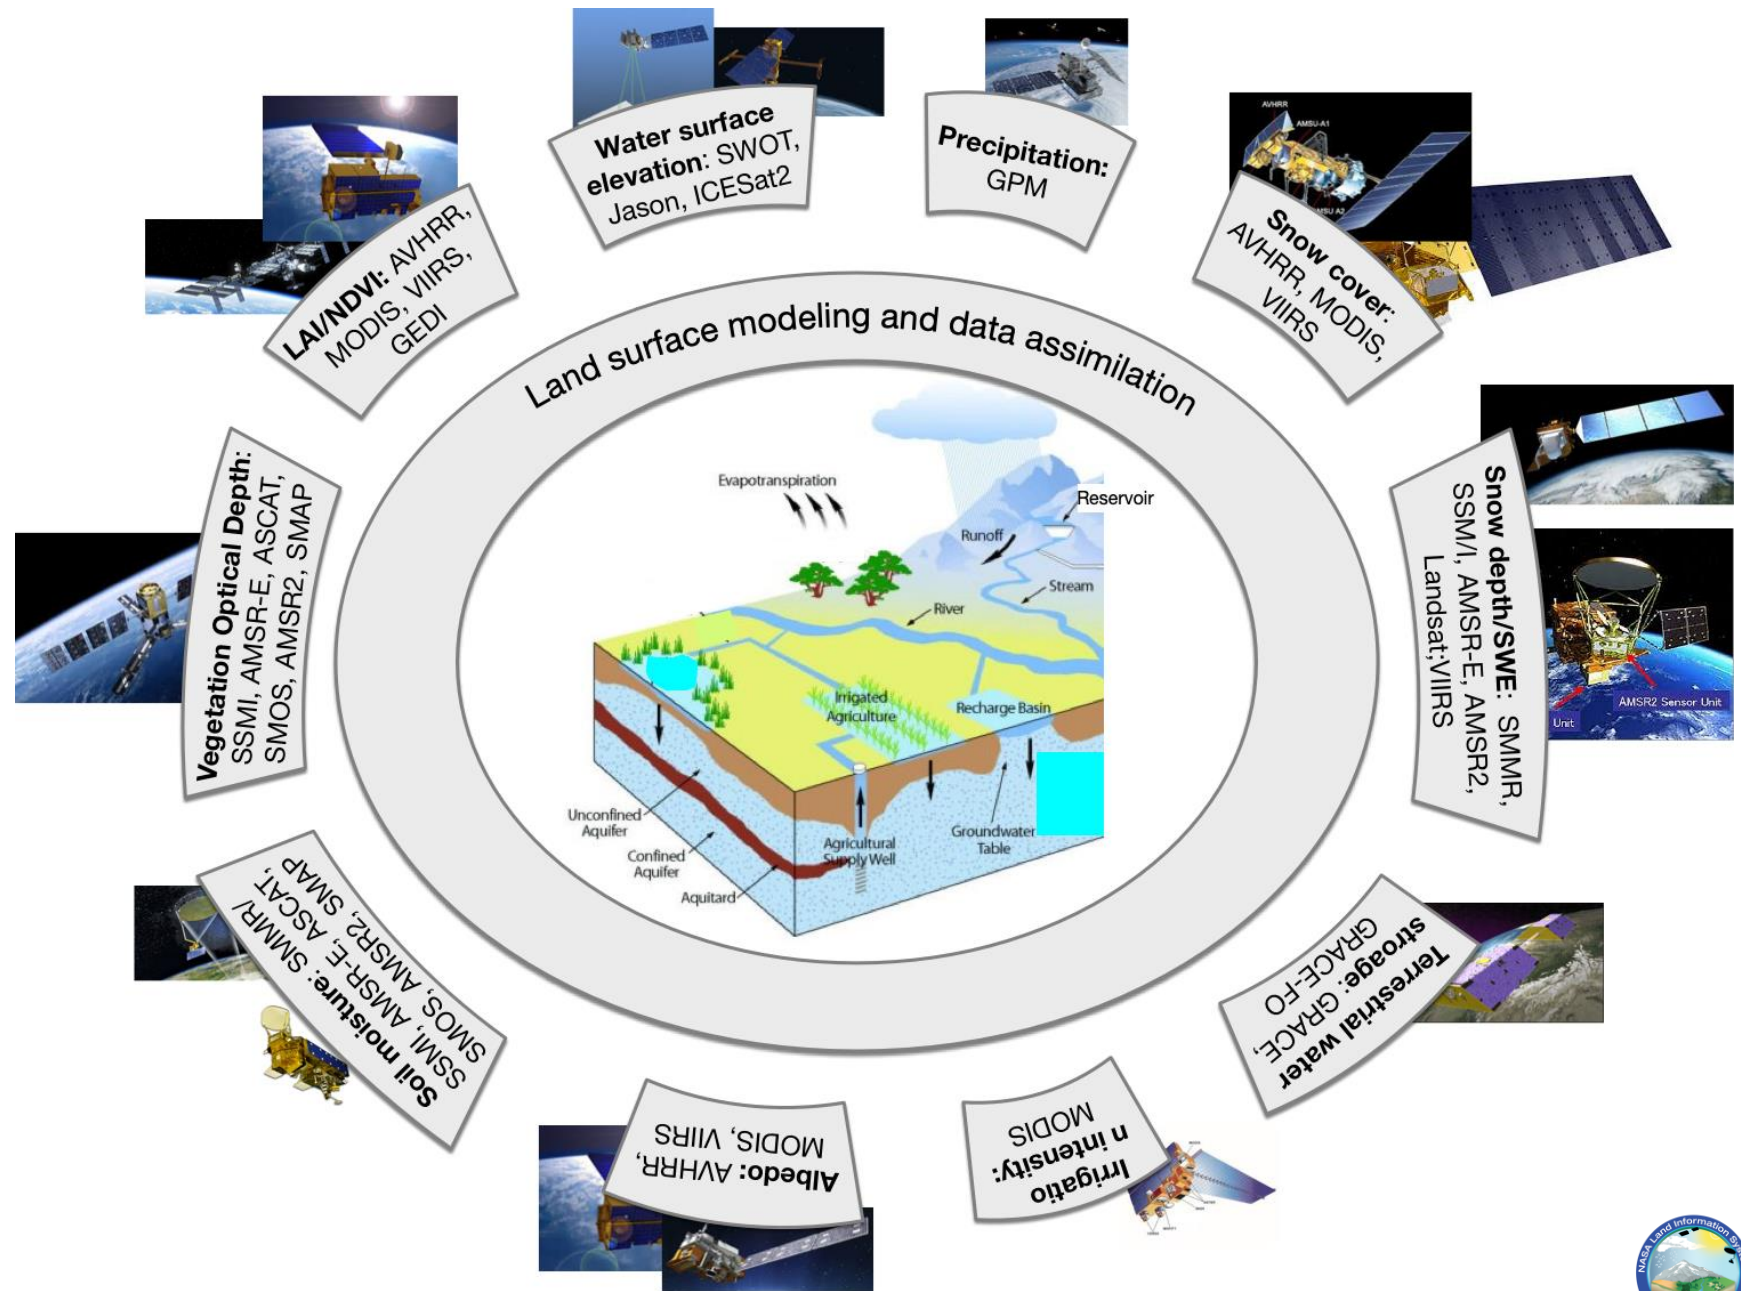 Water surface
elevation: SWOT,
Jason, ICESat2
Precipitation:
GPM
AVHRR
AMSU-A1
Snow cover:
AVHRR, MODIS,
VIIRS
LAI/NDVI: AVHRR,
MODIS, VIIRS,
GEDI
Land surface modeling and data assimilation
Vegetation Optical Depth:
SSMI, AMSR-E, ASCAT,
SMOS, AMSR2, SMAP
Snow depth/SWE: SMMR,
SSM/I, AMSR-E, AMSR2,
Landsat;VIIRS
AMSR2 Sensor Unit
Unit
Evapotranspiration
Reservoir
Runoff
Stream
River
Irrigated
Agriculture
Recharge Basin
Unconfined
Aquifer
Confined
Aquifer
Aquitard
Agricultural
Supply Well
Groundwater
Table
Soil moisture: SMMR/
SSMI, AMSR-E, ASCAT,
SMOS, AMSR2, SMAP
Albedo: AVHRR,
MODIS, VIIRS
Irrigatio
n intensity:
MODIS
Terrestrial water
stroage: GRACE,
GRACE-FO
NASA Land Information